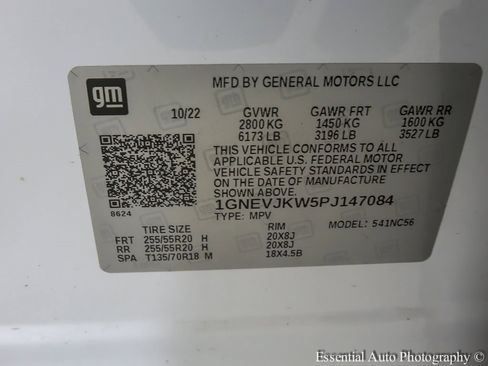 gm
MFD BY GENERAL MOTORS LLC
10/22 GVWR GAWR FRT GAWR RR
2800 KG 1450 KG 1600 KG
6173 LB 3196 LB 3527 LB
THIS VEHICLE CONFORMS TO ALL
APPLICABLE U.S. FEDERAL MOTOR
VEHICLE SAFETY STANDARDS IN EFFECT
ON THE DATE OF MANUFACTURE
SHOWN ABOVE.
8624
1GNEVJKW5PJ147084
TYPE: MPV MODEL: 541NC56
TIRE SIZE RIM
FRT 255/55R20 H 20X8J
RR 255/55R20 H 20X8J
SPA T135/70R18 M 18X4.5B
Essential Auto Photography ©